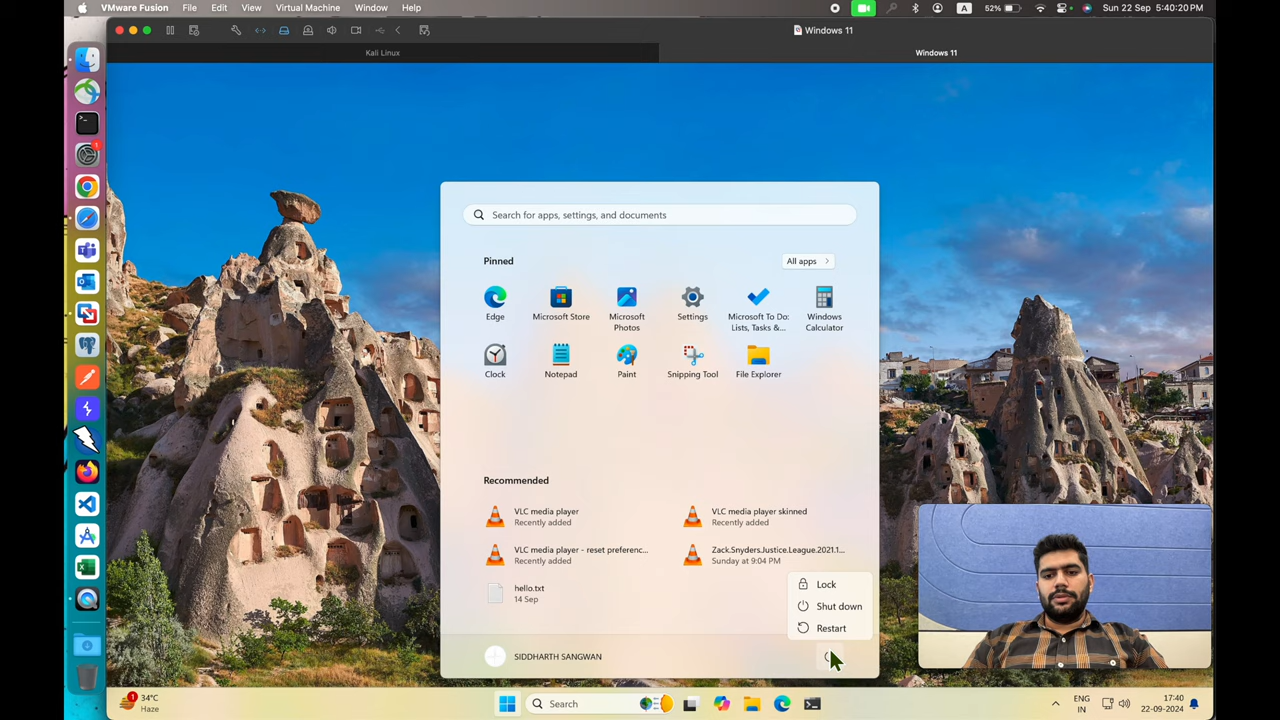 VMware Fusion File Edit View Virtual Machine Window Help
A 52% Sun 22 Sep 5:40:20 PM
Windows 11
Kali Linux Windows 11
Search for apps, settings, and documents
Pinned All apps
Edge Microsoft Store Microsoft Photos Settings Microsoft To Do: Lists, Tasks &... Windows Calculator
Clock Notepad Paint Snipping Tool File Explorer
Recommended
VLC media player
Recently added
VLC media player skinned
Recently added
VLC media player - reset preferenc...
Recently added
Zack.Snyders.Justice.League.2021.1...
Sunday at 9:04 PM
hello.txt
14 Sep
Lock
Shut down
Restart
SIDDHARTH SANGWAN
1
1
34°C
Haze
Search
ENG
IN
17:40
22-09-2024